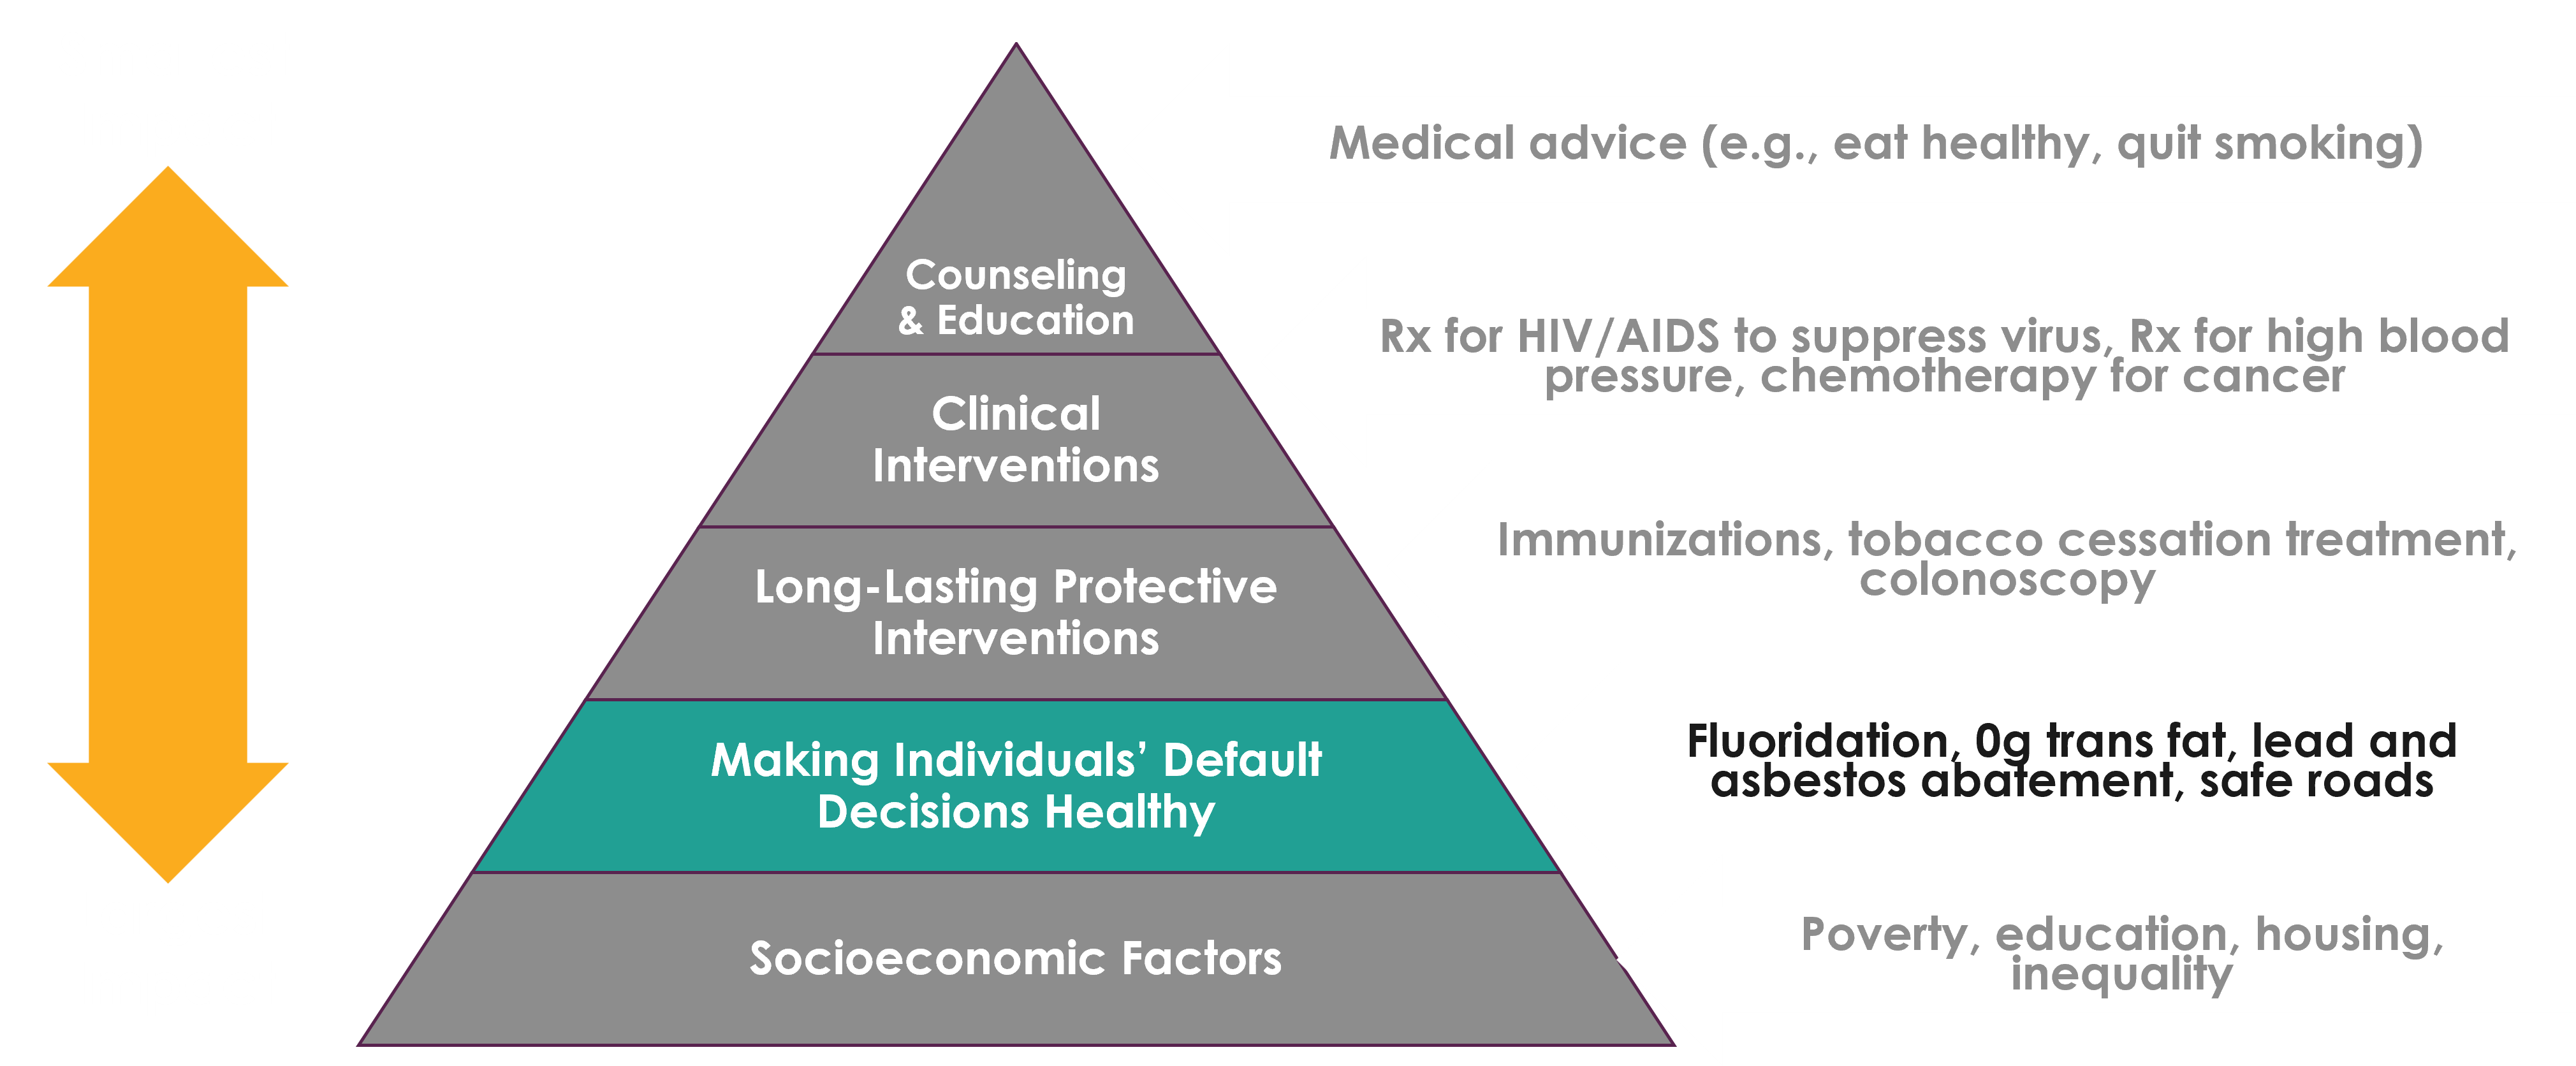 Medical advice (e.g., eat healthy, quit smoking)
Counseling
& Education
Rx for HIV/AIDS to suppress virus, Rx for high blood
pressure, chemotherapy for cancer
Clinical
Interventions
Immunizations, tobacco cessation treatment,
colonoscopy
Long-Lasting Protective
Interventions
Fluoridation, 0g trans fat, lead and
asbestos abatement, safe roads
Making Individuals’ Default
Decisions Healthy
Poverty, education, housing,
inequality
Socioeconomic Factors